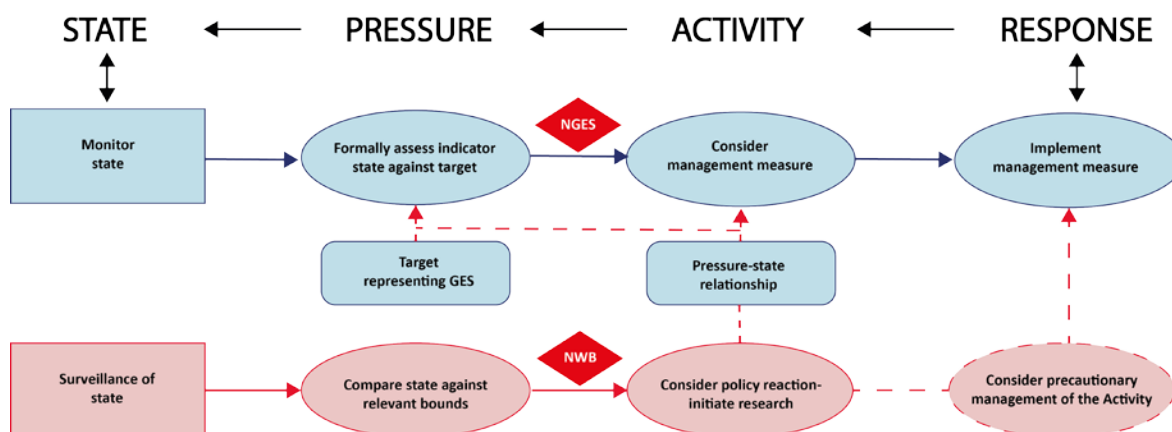 STATE
PRESSURE
ACTIVITY
RESPONSE
Monitor
state
Formally assess indicator
state against target
NGES
Consider
management measure
Implement
management measure
Target
representing GES
Pressure-state
relationship
Surveillance of
state
Compare state against
relevant bounds
NWB
Consider policy reaction-
initiate research
Consider precautionary
management of the Activity